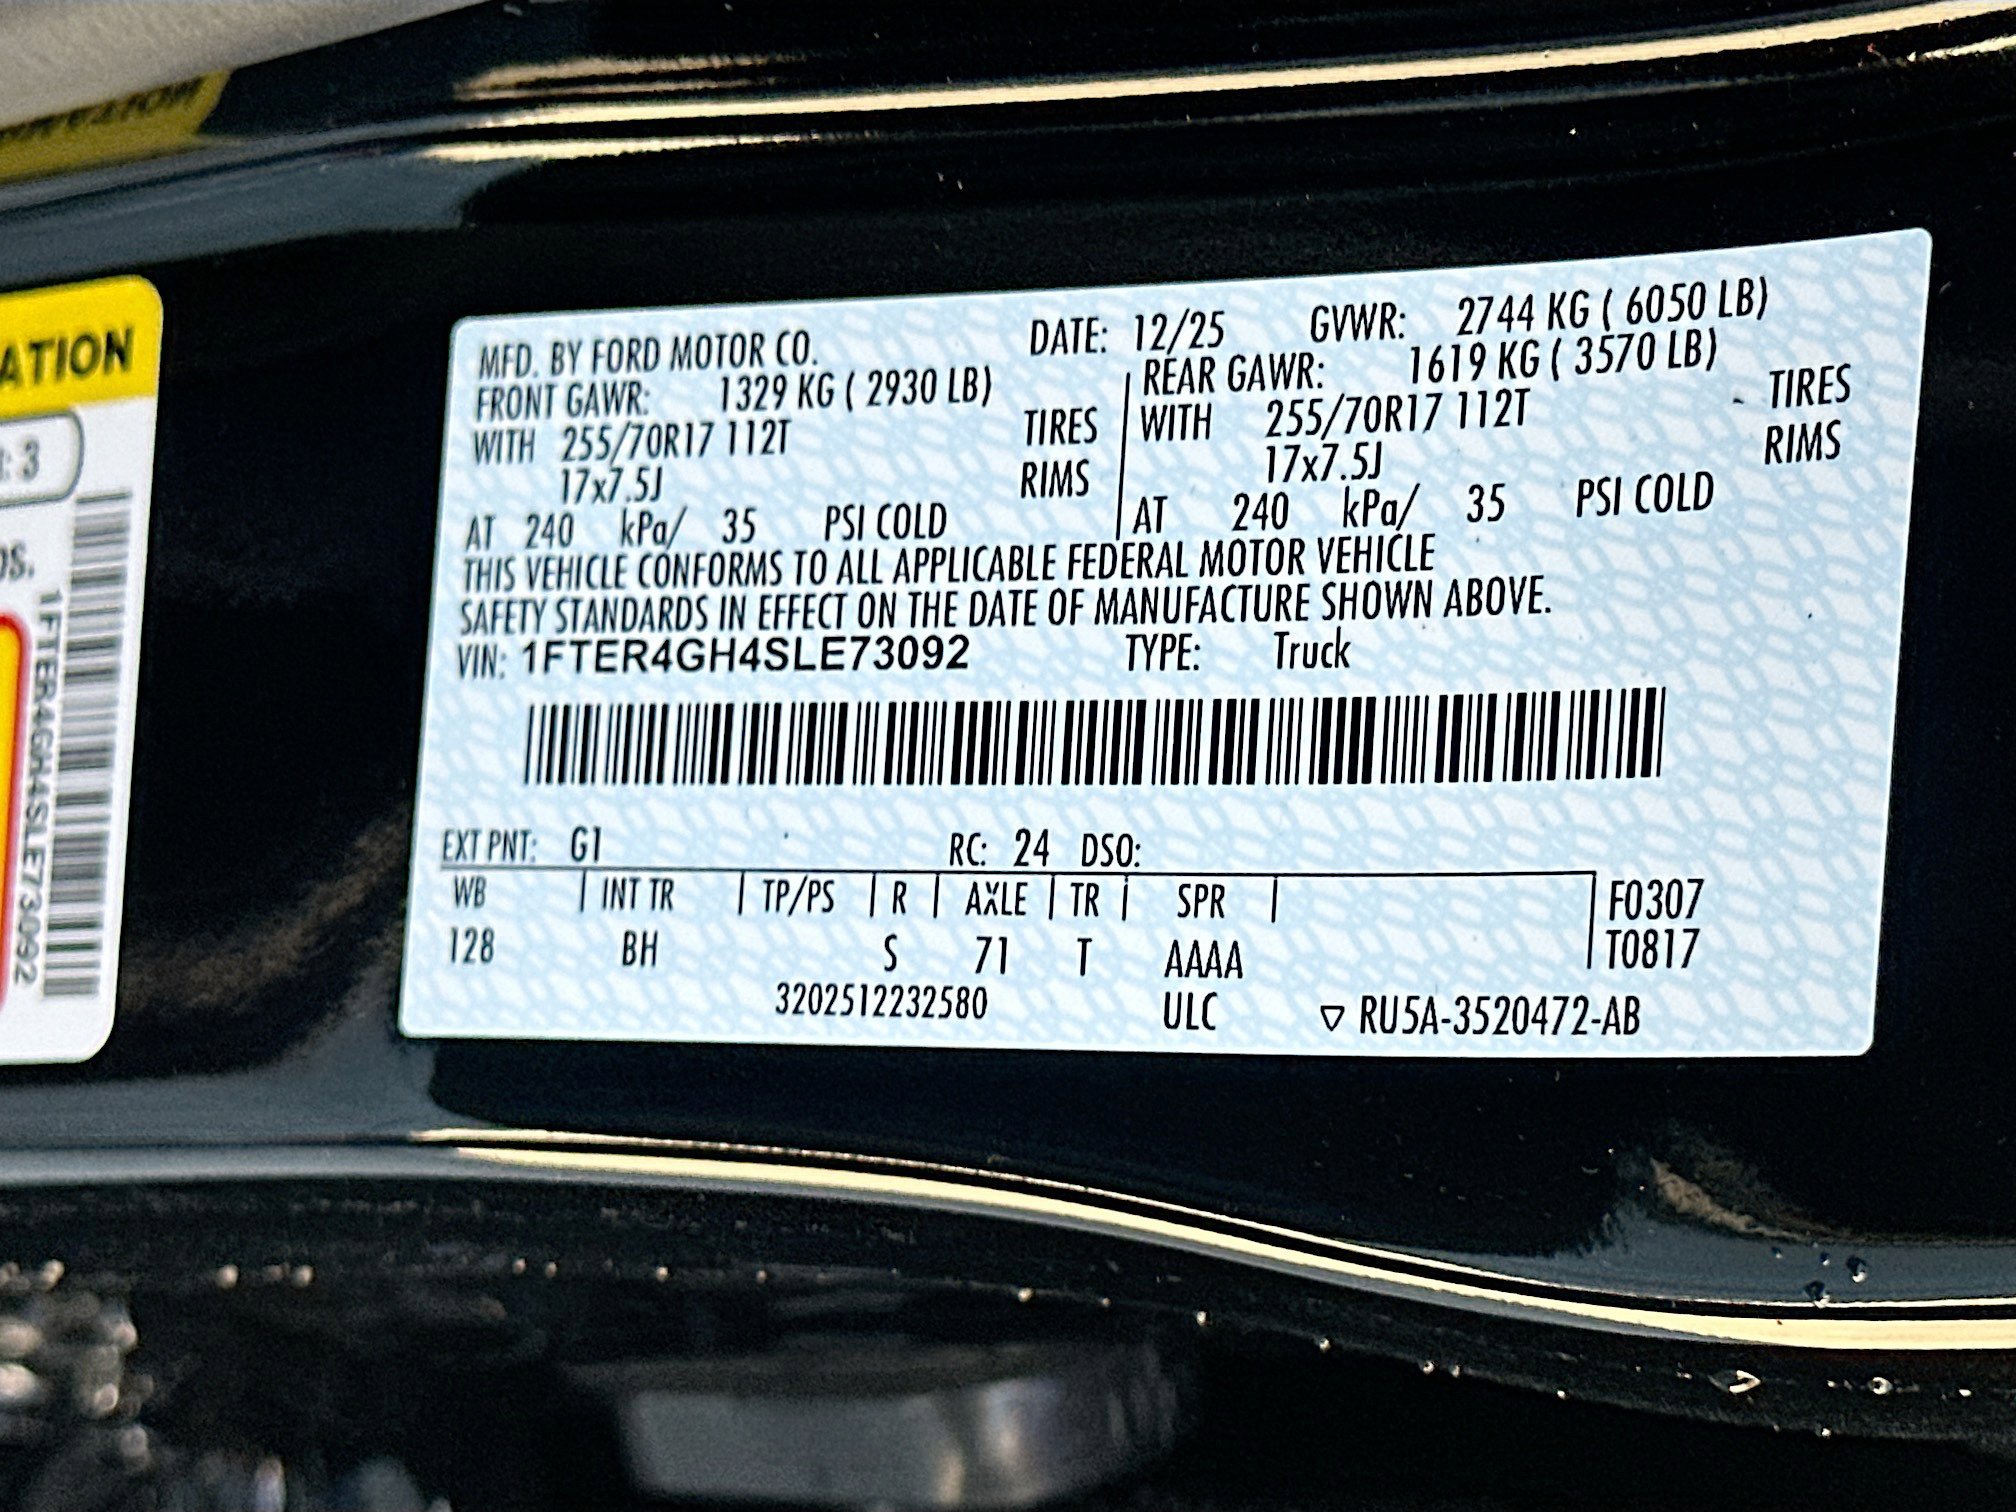 ATION
: 3
OS.
1FTER4GH4SLE73092
MFD. BY FORD MOTOR CO. DATE: 12/25 GVWR: 2744 KG ( 6050 LB)
FRONT GAWR: 1329 KG ( 2930 LB) REAR GAWR: 1619 KG ( 3570 LB)
WITH 255/70R17 112T TIRES WITH 255/70R17 112T - TIRES
17x7.5J RIMS 17x7.5J RIMS
AT 240 kPa/ 35 PSI COLD AT 240 kPa/ 35 PSI COLD
THIS VEHICLE CONFORMS TO ALL APPLICABLE FEDERAL MOTOR VEHICLE
SAFETY STANDARDS IN EFFECT ON THE DATE OF MANUFACTURE SHOWN ABOVE.
VIN: 1FTER4GH4SLE73092 TYPE: Truck
EXT PNT: G1 RC: 24 DSO:
WB | INT TR | TP/PS | R | AXLE | TR | SPR | F0307
128 BH S 71 T AAAA T0817
3202512232580 ULC ▽ RU5A-3520472-AB